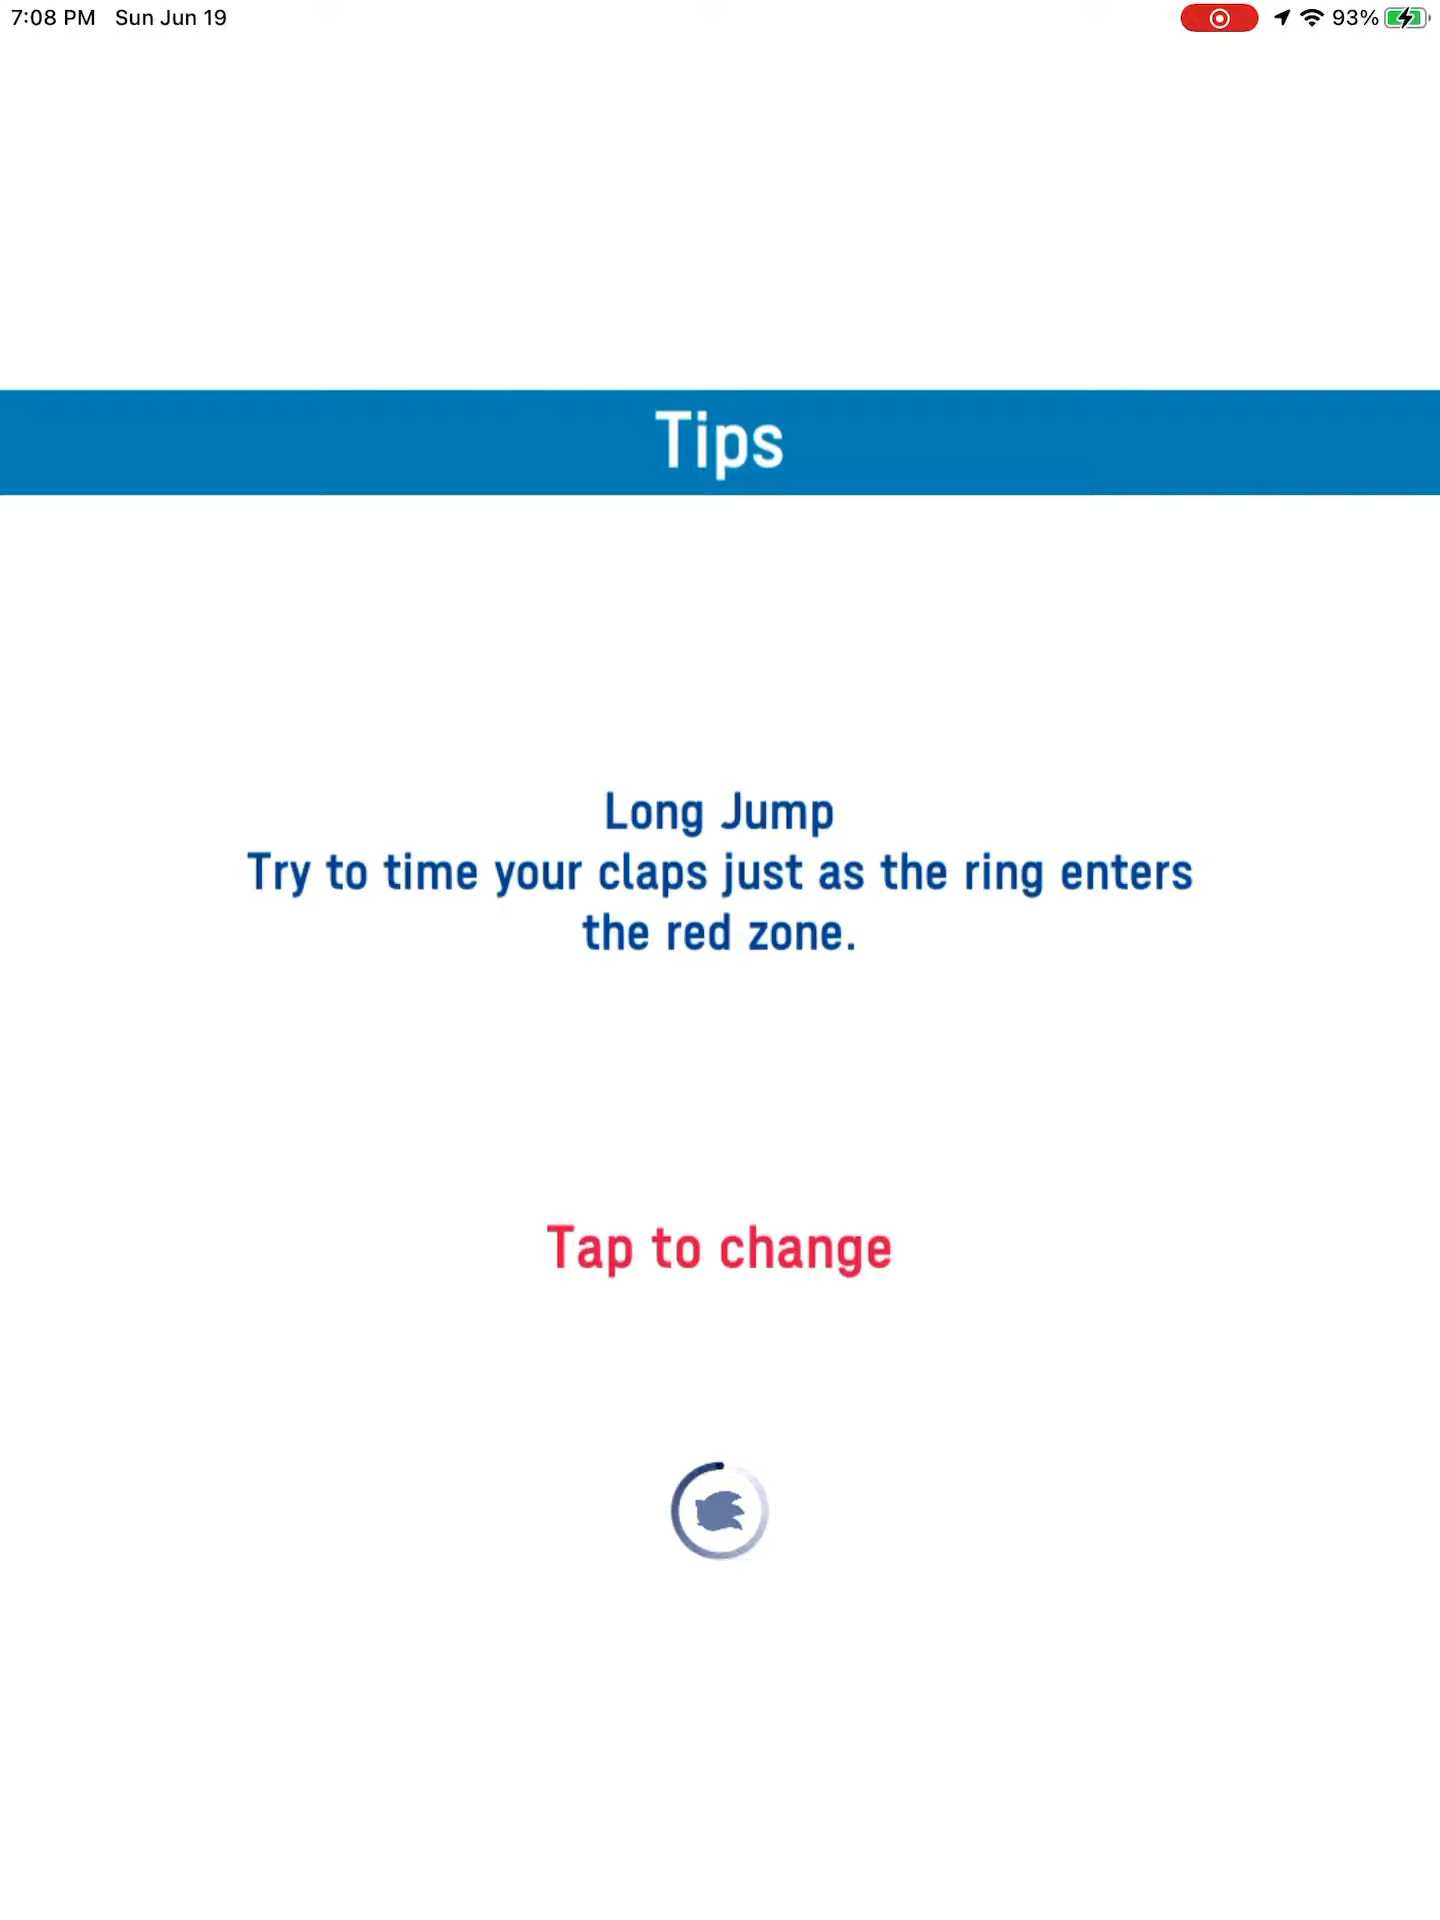 7:08 PM Sun Jun 19 93%
Tips
Long Jump
Try to time your claps just as the ring enters
the red zone.
Tap to change